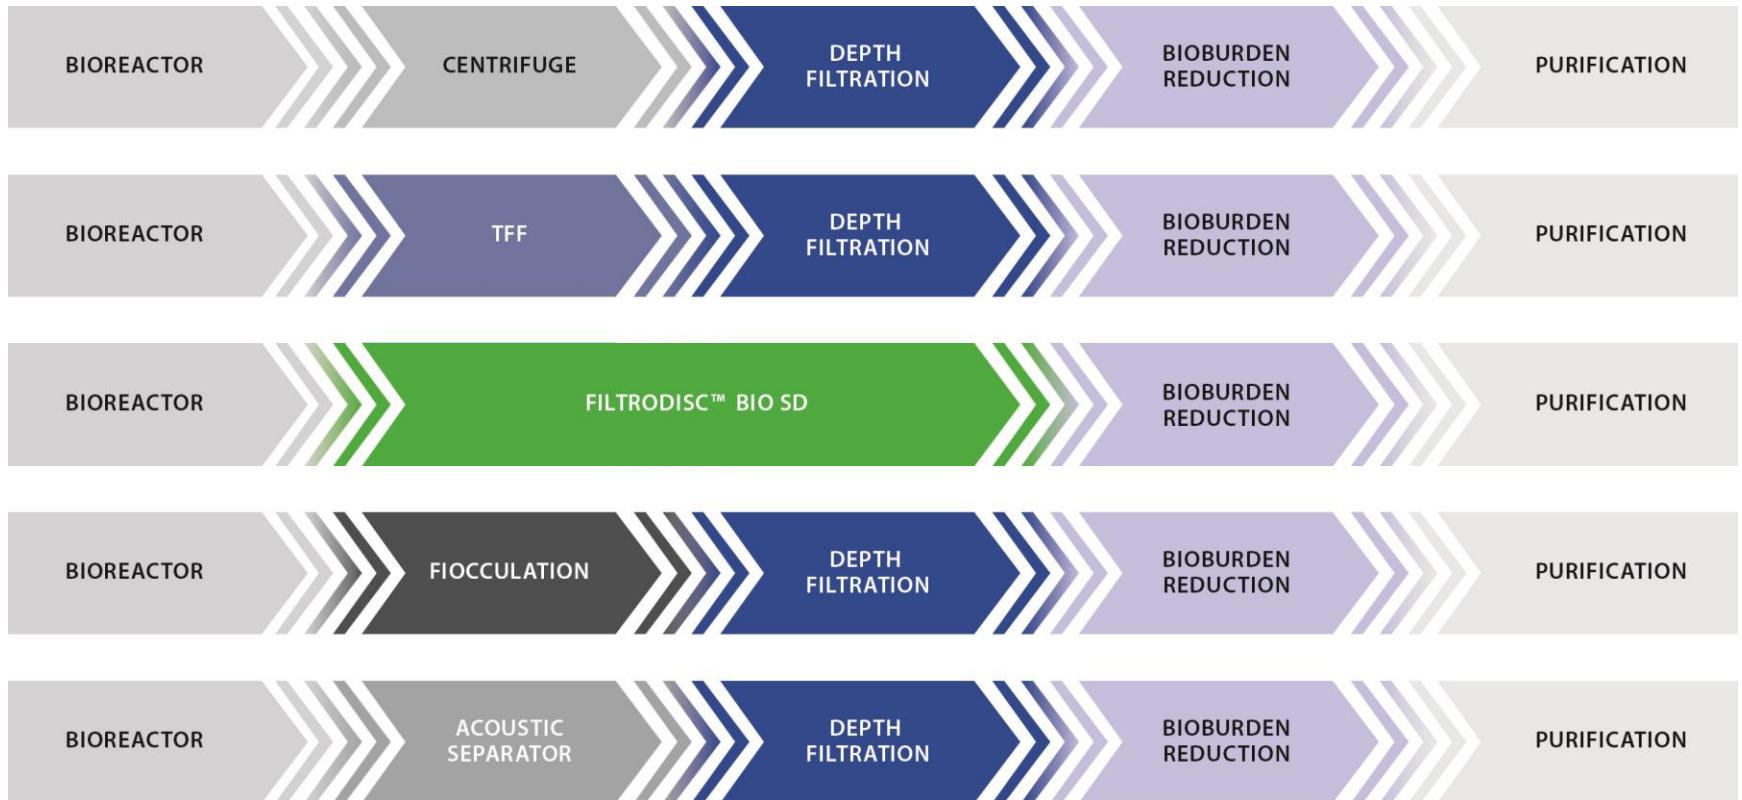 BIOREACTOR
CENTRIFUGE
DEPTH
FILTRATION
BIOBURDEN
REDUCTION
PURIFICATION
BIOREACTOR
TFF
DEPTH
FILTRATION
BIOBURDEN
REDUCTION
PURIFICATION
BIOREACTOR
FILTRODISC™ BIO SD
BIOBURDEN
REDUCTION
PURIFICATION
BIOREACTOR
FIOCCULATION
DEPTH
FILTRATION
BIOBURDEN
REDUCTION
PURIFICATION
BIOREACTOR
ACOUSTIC
SEPARATOR
DEPTH
FILTRATION
BIOBURDEN
REDUCTION
PURIFICATION